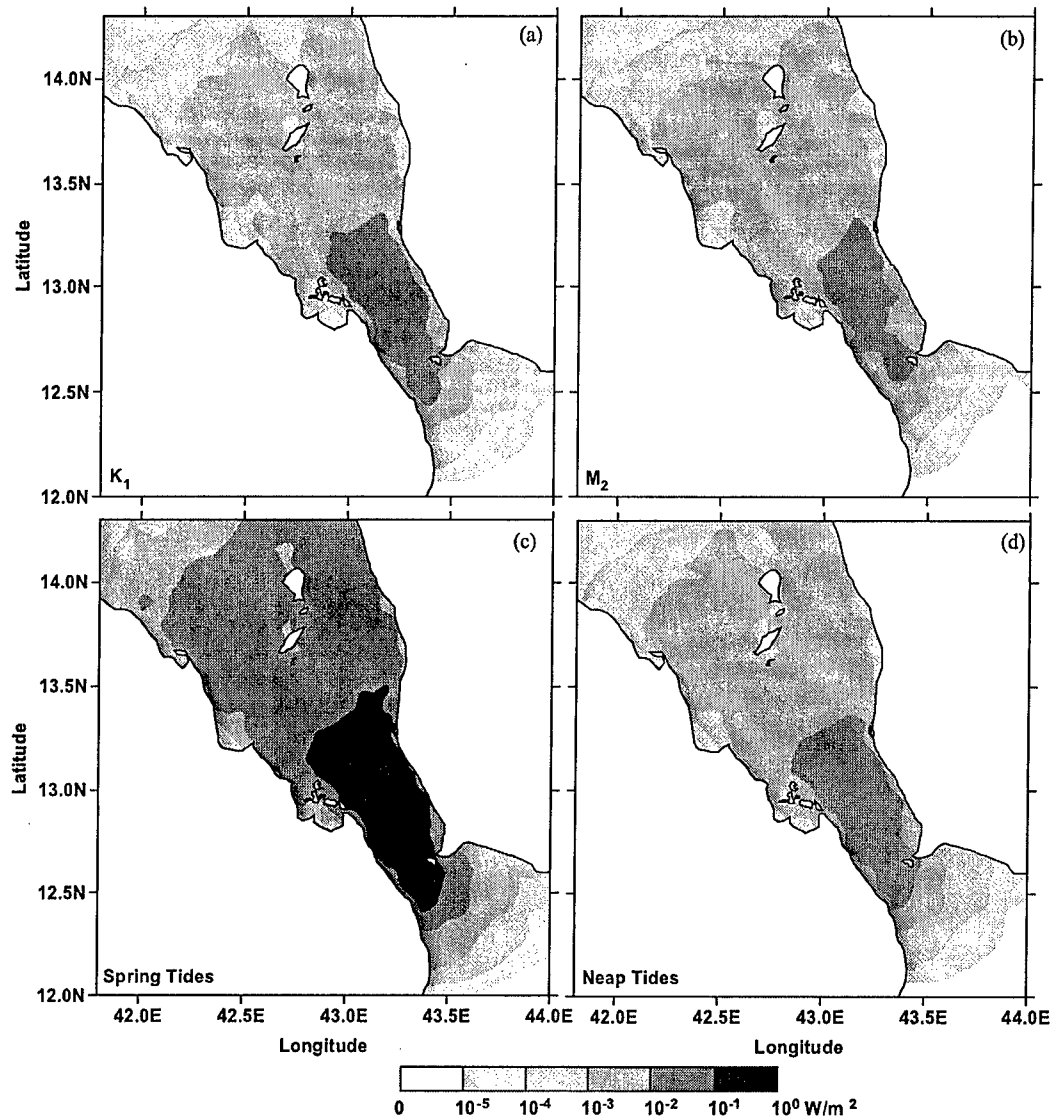 (a)
(b)
14.0N
13.5N
13.0N
12.5N
12.0N
Latitude
K1
M2
(c)
(d)
14.0N
13.5N
13.0N
12.5N
12.0N
Latitude
Spring Tides
Neap Tides
42.0E 42.5E 43.0E 43.5E 44.0E
42.0E 42.5E 43.0E 43.5E 44.0E
Longitude
Longitude
0 10^-5 10^-4 10^-3 10^-2 10^-1 10^0 W/m^2